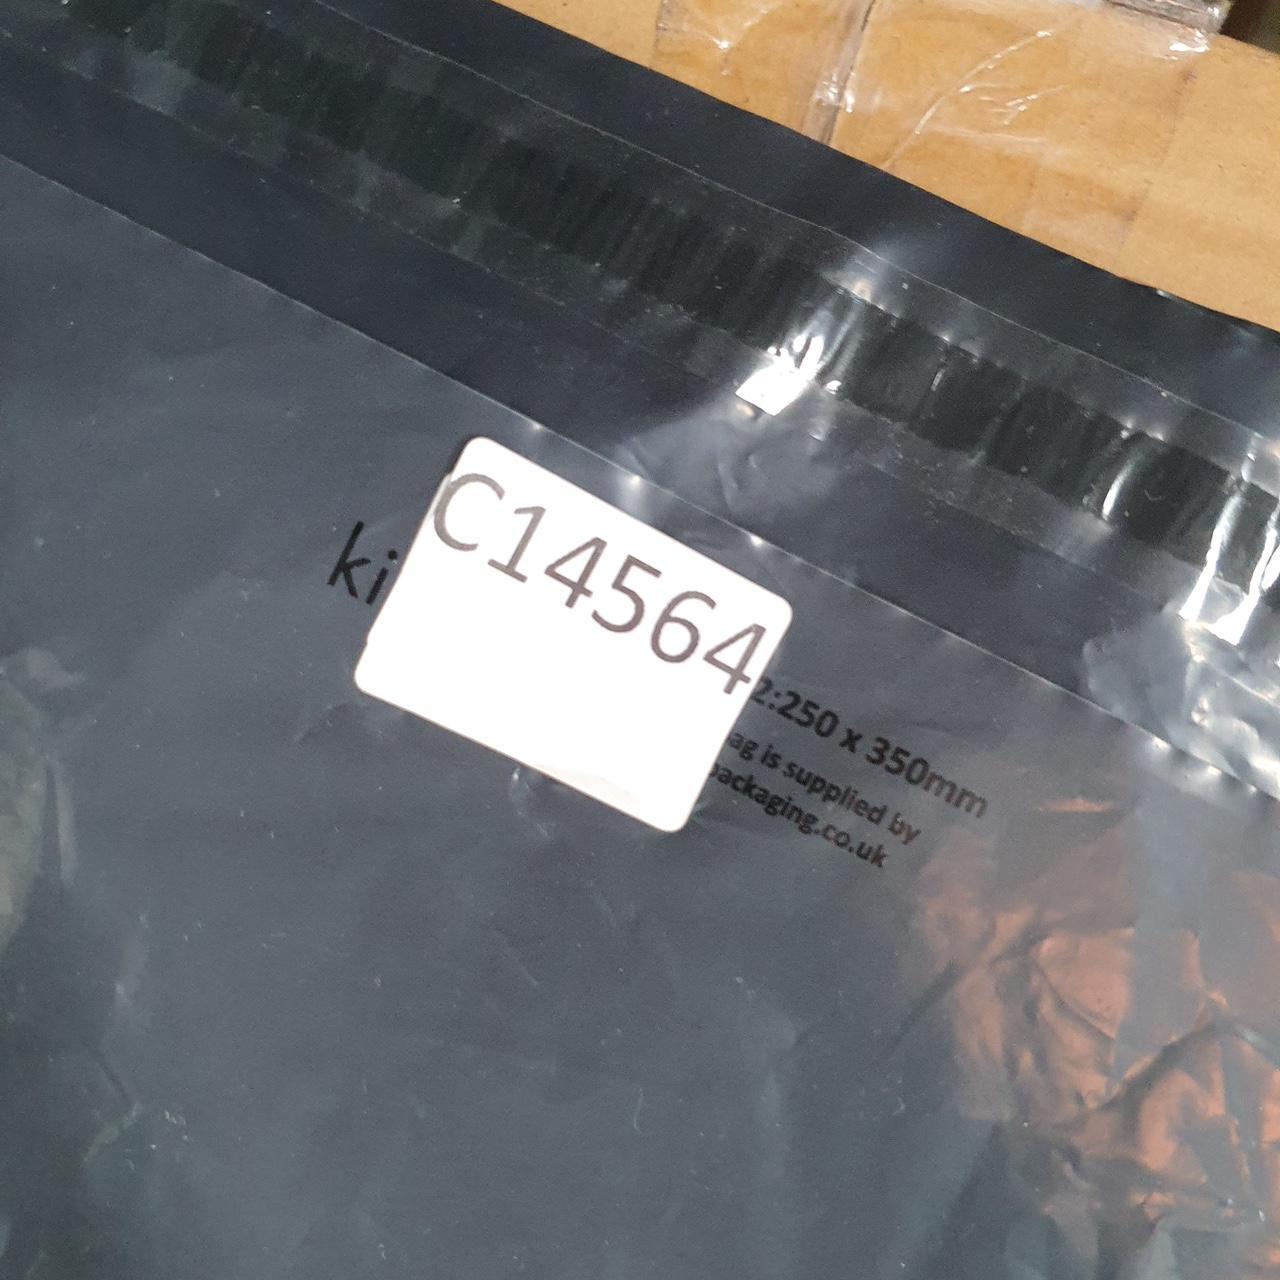 C14564
ki
2:250 x 350mm
ag is supplied by
packaging.co.uk